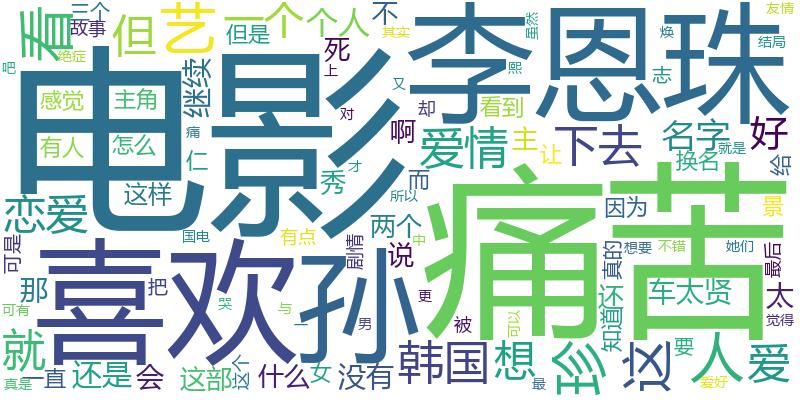 三个 不 友情
故事
看 但 艺 一个 个人 虽然
但是 其实 李恩珠
吧 绝症 死 焕 结局
电影 上 继续 又 熙 志
感觉 主角 对 却 看到
痛 啊 名字 好
有人 怎么 爱情 主 让 下去 就是
仁 才 换名 给
这样 秀 而
恋爱 所以 痛苦 因为 景
国电 有点 两个
可是 喜欢 孙 剧情 中 说 真的 想要 不错 她们 最后
那 把 更 还 车太贤 太
可有 哭 与 一 男 被 可以 知道 觉得
就 韩国 想 珍 这 要 人 爱
真是 一直 还是 会 这部 这个 什么 女 没有 最 爱好